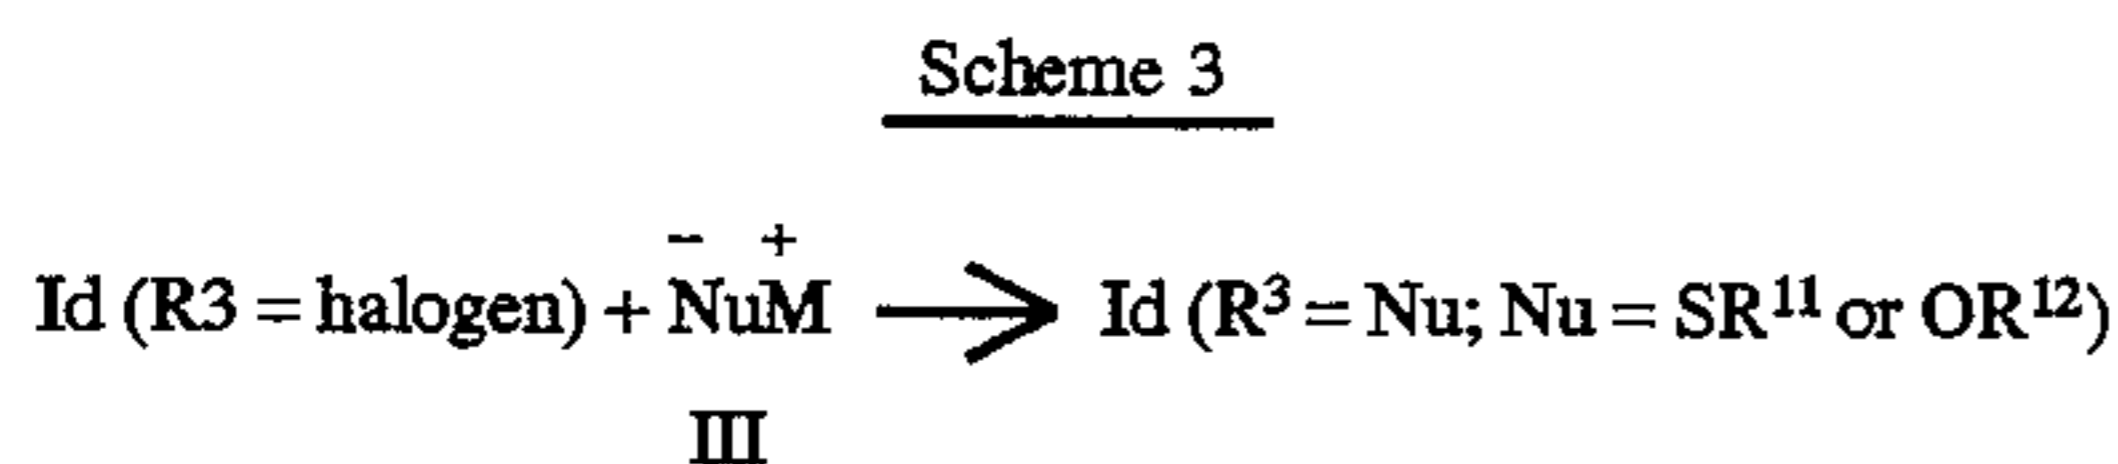 Scheme 3
− +
Id (R3 = halogen) + NuM → Id (R³ = Nu; Nu = SR¹¹ or OR¹²)
III